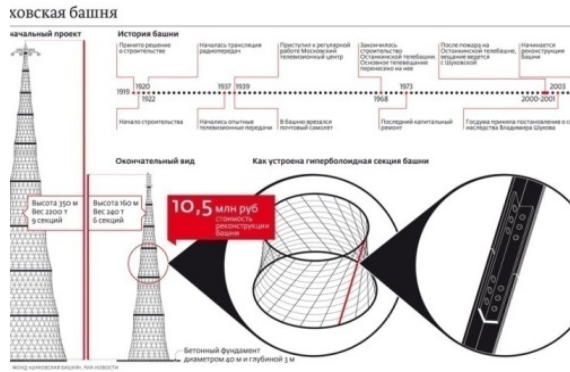 ховская башня
начальный проект
История башни
Принято решение
о строительстве
Началась трансляция
радиопередач
Приступил к регулярной
работе Московский
телевизионный центр
Закончилось
строительство
Останкинской телебашни.
Основное телевещание
перенесено на нее
После пожара на
Останкинской телебашне,
вещание ведется
с Шуховской
Начинается
реконструкция
башни
1919
1920
1922
1937
1939
1968
1973
2000-2001
2003
Начало строительства
Начались опытные
телевизионные передачи
В башню врезался
почтовый самолет
Последний капитальный
ремонт
Госдума приняла постановление о с
наследства Владимира Шухова
Окончательный вид
Как устроена гиперболоидная секция башни
Высота 350 м
Вес 2200 т
9 секций
Высота 160 м
Вес 240 т
6 секций
10,5 млн руб
стоимость
реконструкции
башни
Бетонный фундамент
диаметром 40 м и глубиной 3 м
ФОНД «ШУХОВСКАЯ БАШНЯ», РИА НОВОСТИ